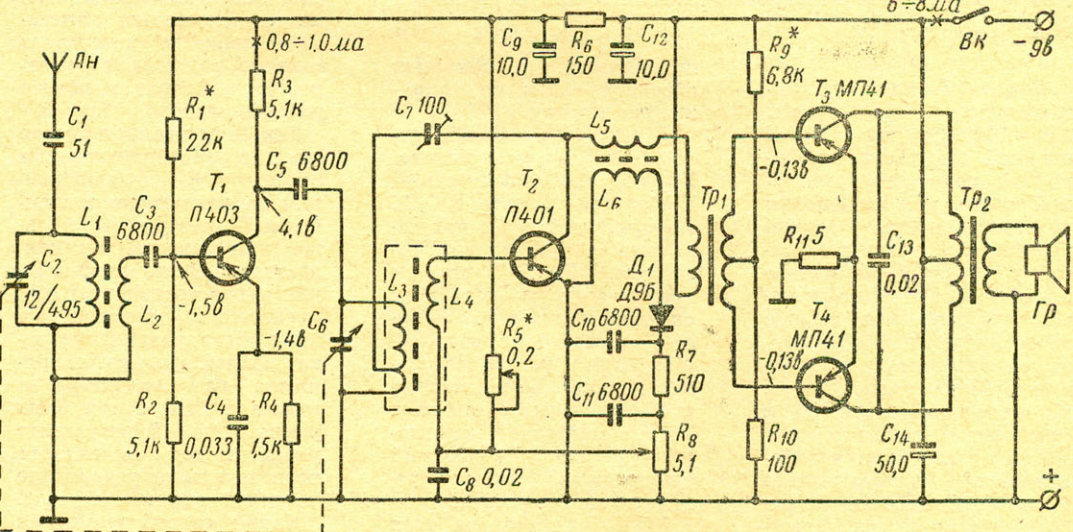 6÷8ма
Ан
0,8÷1,0ма
C9
10,0
R6
150
C12
10,0
R9*
6,8к
ВК
-9в
C1
51
R1*
22к
R3
5,1к
C7 100
L5
T3 МП41
C5 6800
T1
П403
T2
П401
L6
-0,13в
Тр1
Тр2
L1
C3
6800
4,1в
R11 5
C13
0,02
C2
12/495
L2
-1,5в
L3
L4
Д1
Д9Б
Гр
C6
R5*
0,2
C10 6800
T4
МП41
-1,4в
R7
510
-0,13в
R2
5,1к
C4
0,033
R4
1,5к
C11 6800
R8
5,1
R10
100
C14
50,0
C8 0,02
+